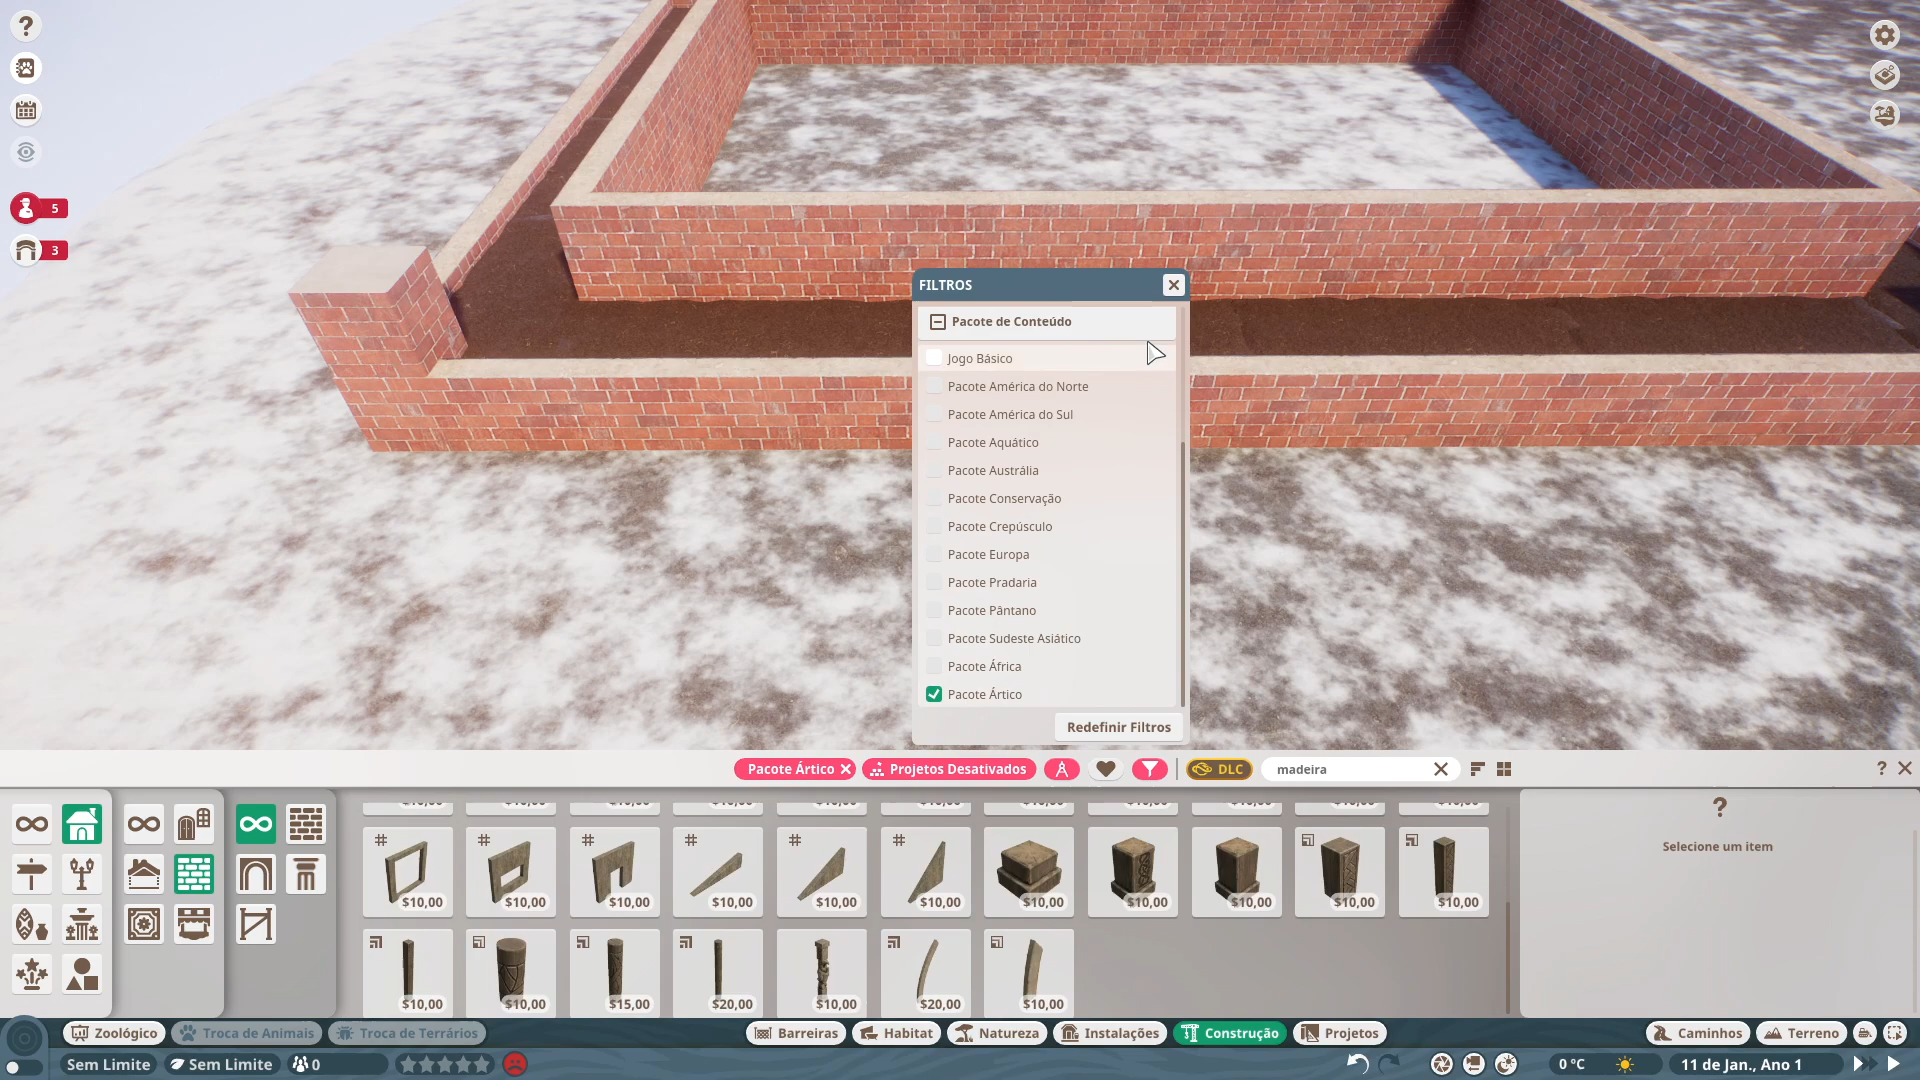 ?
5
3
FILTROS
Pacote de Conteúdo
Jogo Básico
Pacote América do Norte
Pacote América do Sul
Pacote Aquático
Pacote Austrália
Pacote Conservação
Pacote Crepúsculo
Pacote Europa
Pacote Pradaria
Pacote Pântano
Pacote Sudeste Asiático
Pacote África
Pacote Ártico
Redefinir Filtros
Pacote Ártico
Projetos Desativados
DLC
madeira
?
?
Selecione um item
$10,00 $10,00 $10,00 $10,00 $10,00 $10,00 $10,00 $10,00 $10,00 $10,00 $10,00
$10,00 $10,00 $15,00 $20,00 $10,00 $20,00 $10,00
Zoológico Troca de Animais Troca de Terrários Barreiras Habitat Natureza Instalações Construção Projetos Caminhos Terreno
Sem Limite Sem Limite 0 0 °C 11 de Jan., Ano 1